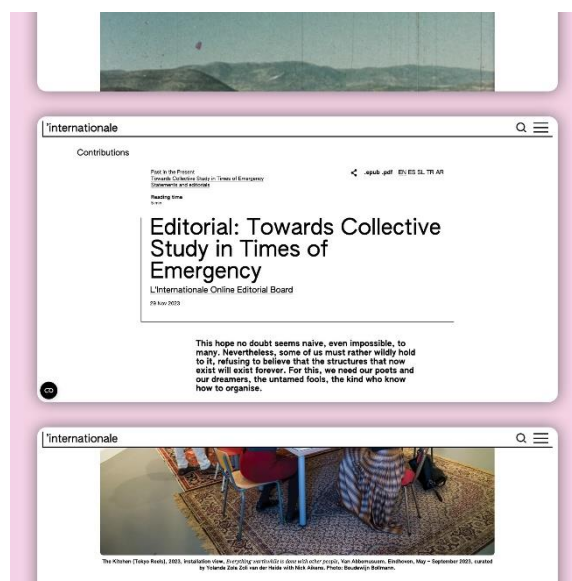 L'internationale
Contributions
Past in the Present
Towards Collective Study in Times of Emergency
Statements and editorials
.epub .pdf EN ES SL TR AR
Reading time
5 min
Editorial: Towards Collective
Study in Times of
Emergency
L'Internationale Online Editorial Board
29 Nov 2023
This hope no doubt seems naive, even impossible, to
many. Nevertheless, some of us must rather wildly hold
to it, refusing to believe that the structures that now
exist will exist forever. For this, we need our poets and
our dreamers, the untamed fools, the kind who know
how to organise.
L'internationale
The Kitchen (Tokyo Reels), 2023, installation view, Everything worthwhile is done with other people, Van Abbemuseum, Eindhoven, May – September 2023, curated
by Yolande Zola Zoli van der Heide with Nick Aikens. Photo: Boudewijn Bollmann.